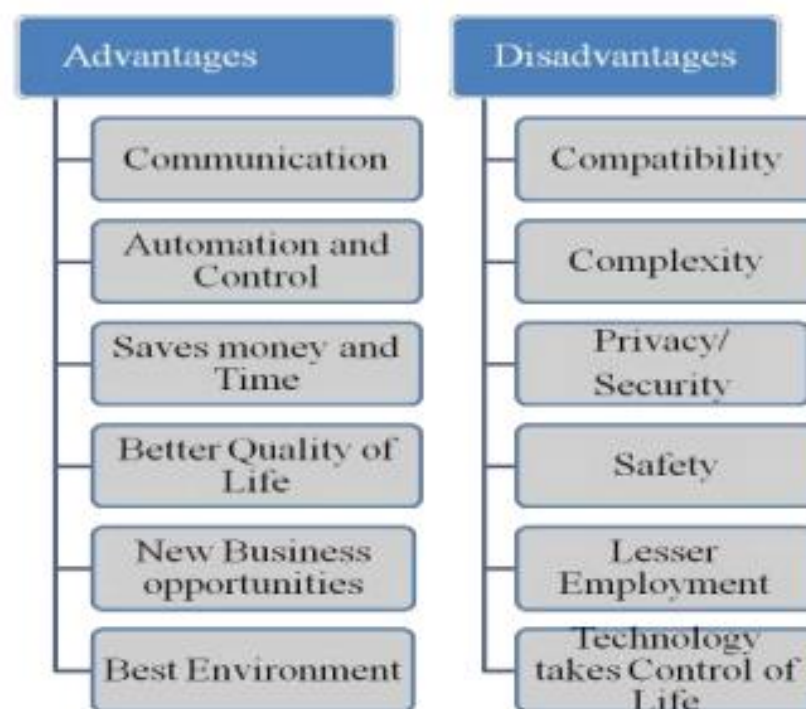 Advantages
Communication
Automation and
Control
Saves money and
Time
Better Quality of
Life
New Business
opportunities
Best Environment
Disadvantages
Compatibility
Complexity
Privacy/
Security
Safety
Lesser
Employment
Technology
takes Control of
Life